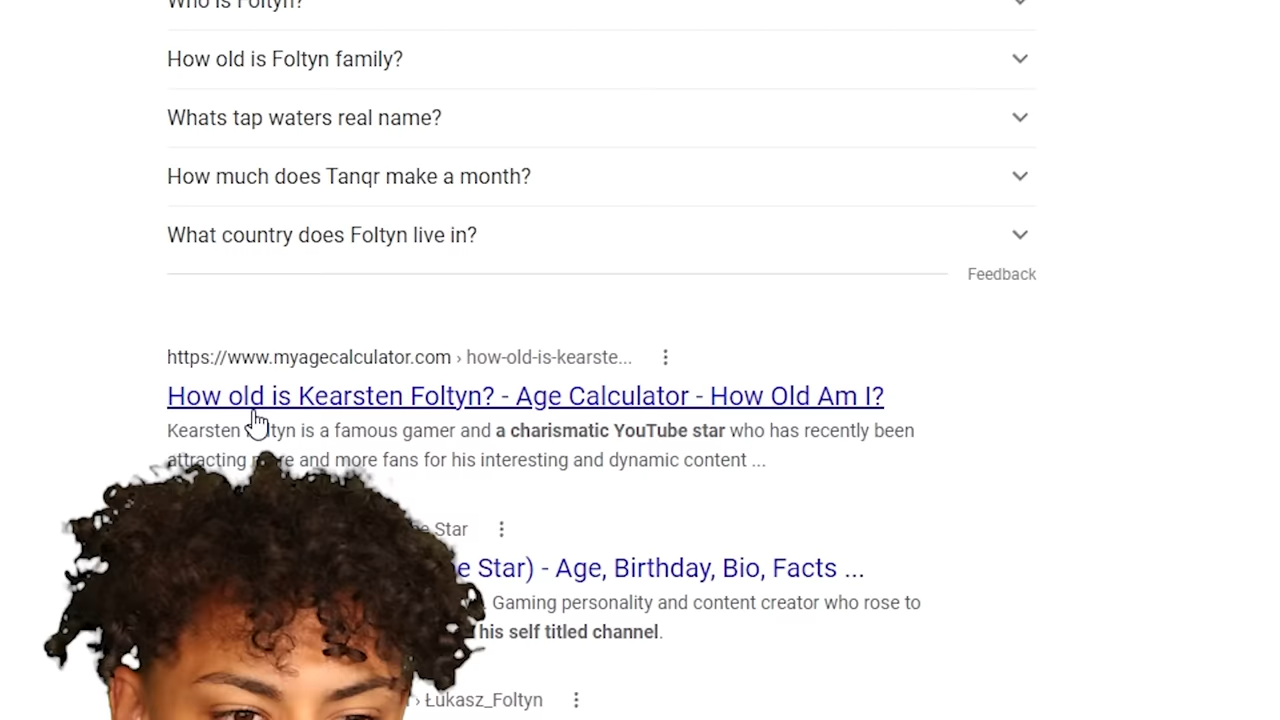 Who is Foltyn?
How old is Foltyn family?
Whats tap waters real name?
How much does Tanqr make a month?
What country does Foltyn live in?
Feedback
https://www.myagecalculator.com › how-old-is-kearste...
How old is Kearsten Foltyn? - Age Calculator - How Old Am I?
Kearsten Foltyn is a famous gamer and a charismatic YouTube star who has recently been
attracting more and more fans for his interesting and dynamic content ...
Star
Star) - Age, Birthday, Bio, Facts ...
Gaming personality and content creator who rose to
his self titled channel.
› Łukasz_Foltyn